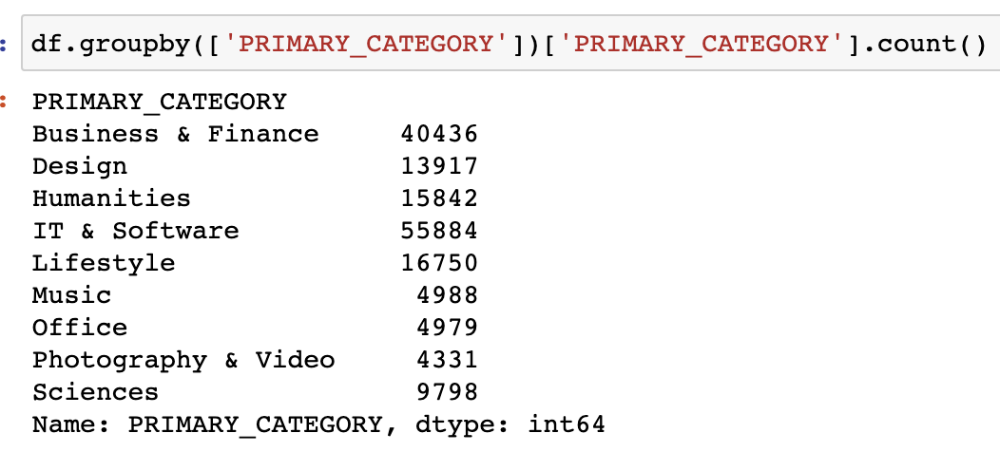 : df.groupby(['PRIMARY_CATEGORY'])['PRIMARY_CATEGORY'].count()
: PRIMARY_CATEGORY
Business & Finance     40436
Design                 13917
Humanities             15842
IT & Software          55884
Lifestyle              16750
Music                   4988
Office                  4979
Photography & Video     4331
Sciences                9798
Name: PRIMARY_CATEGORY, dtype: int64